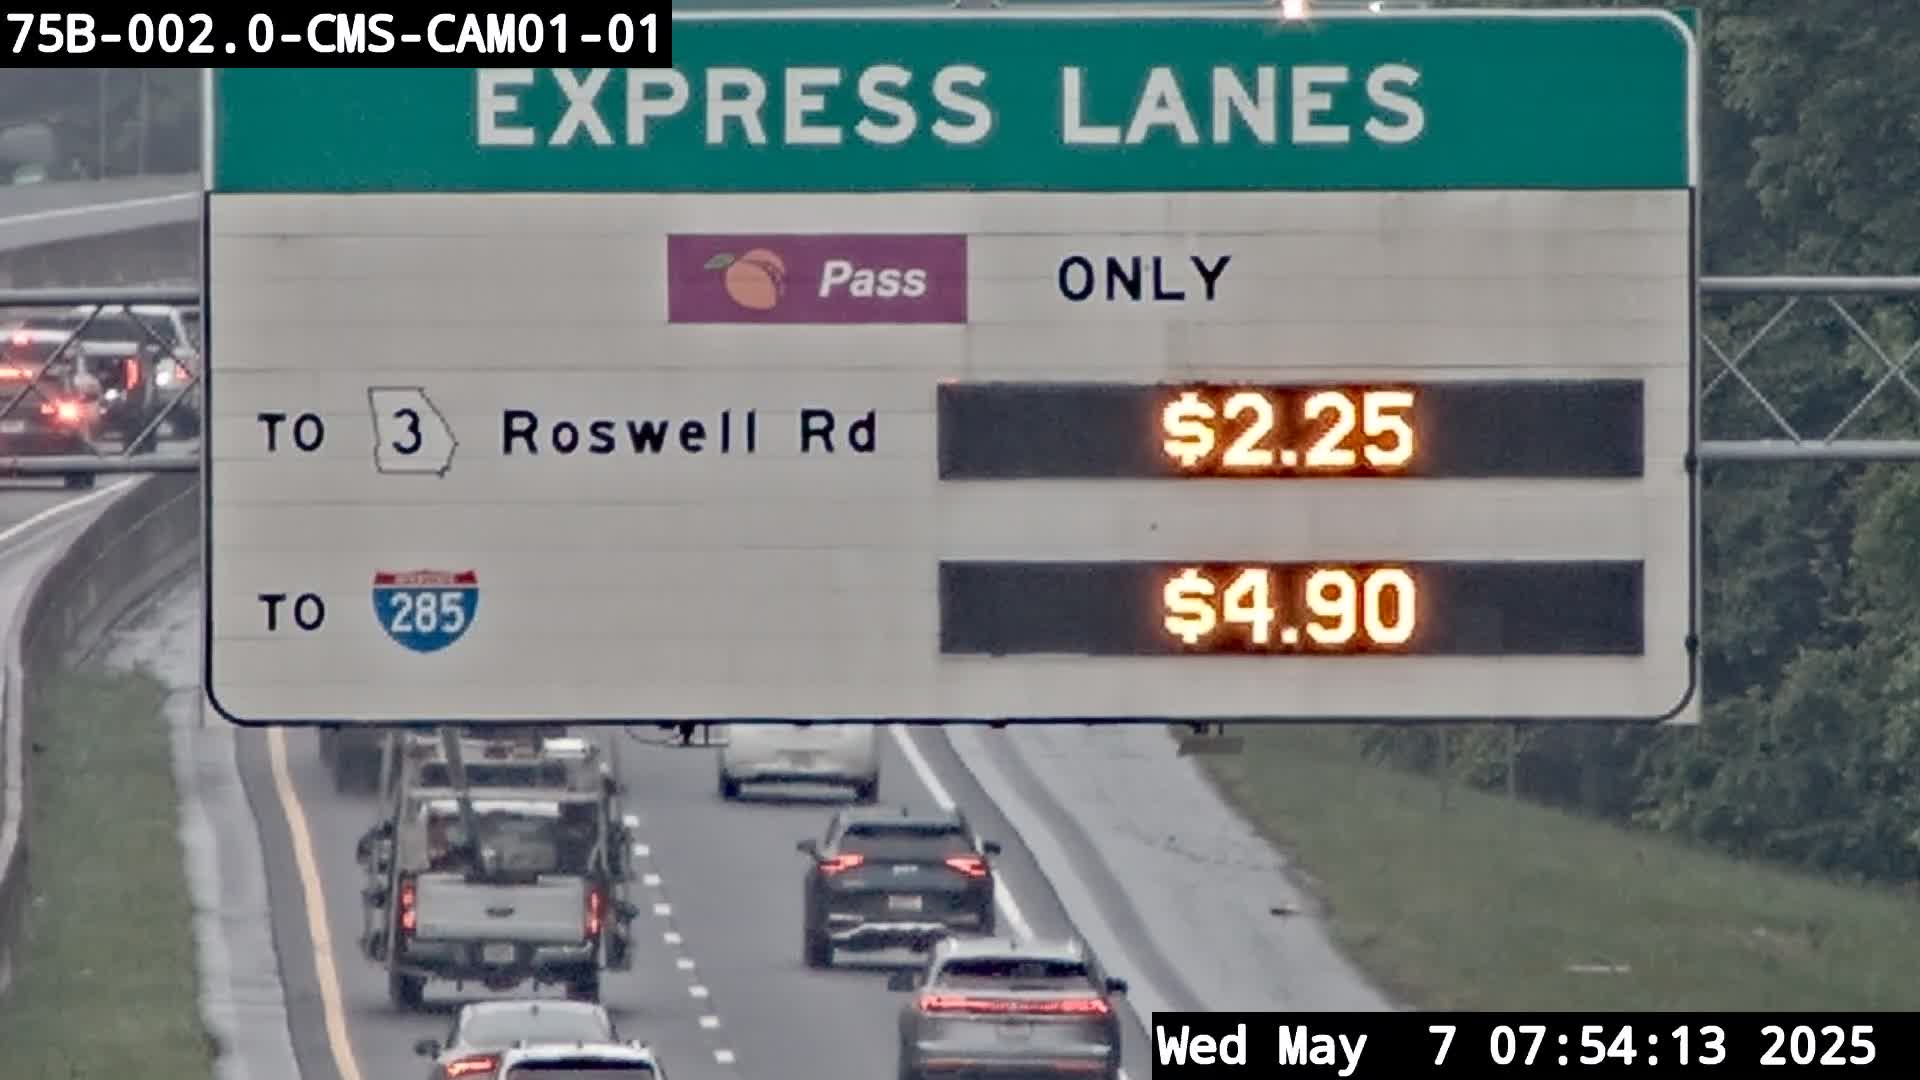 75B-002.0-CMS-CAM01-01
EXPRESS LANES
Pass ONLY
TO 3 Roswell Rd $2.25
TO 285 $4.90
Wed May 7 07:54:13 2025